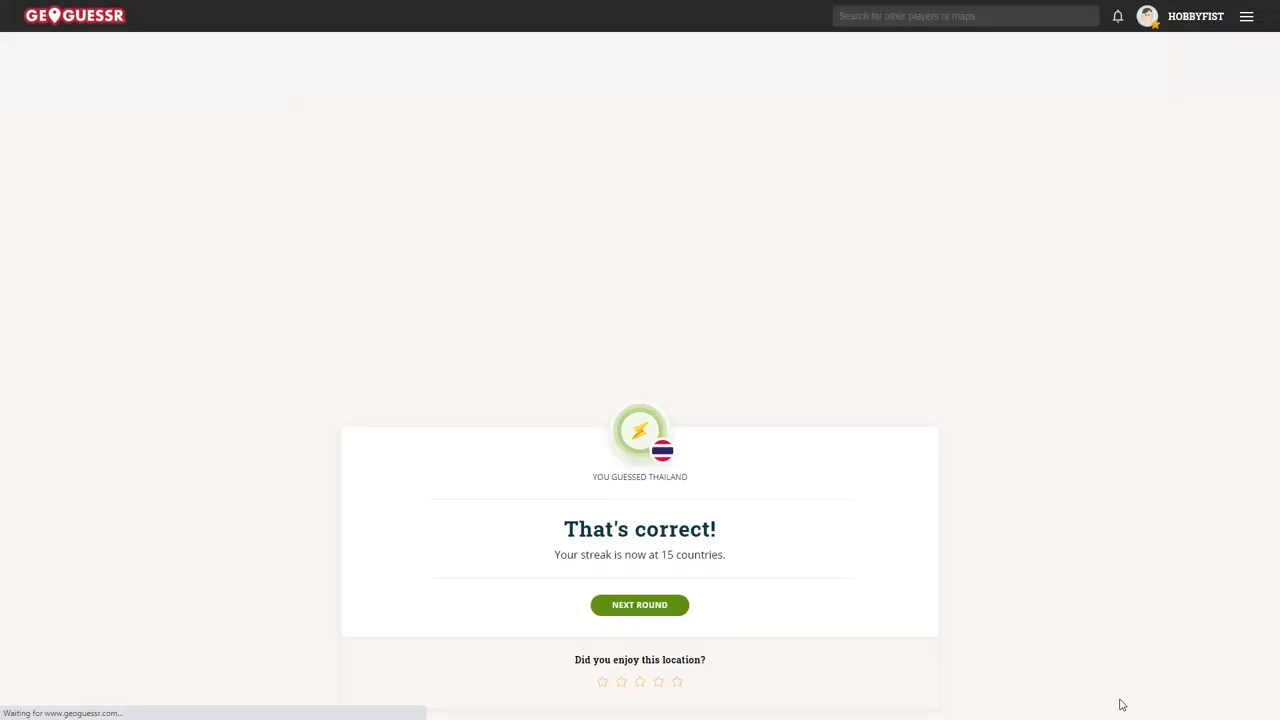 GEOGUESSR
Search for other players or maps
HOBBYFIST
YOU GUESSED THAILAND
That's correct!
Your streak is now at 15 countries.
NEXT ROUND
Did you enjoy this location?
Waiting for www.geoguessr.com...